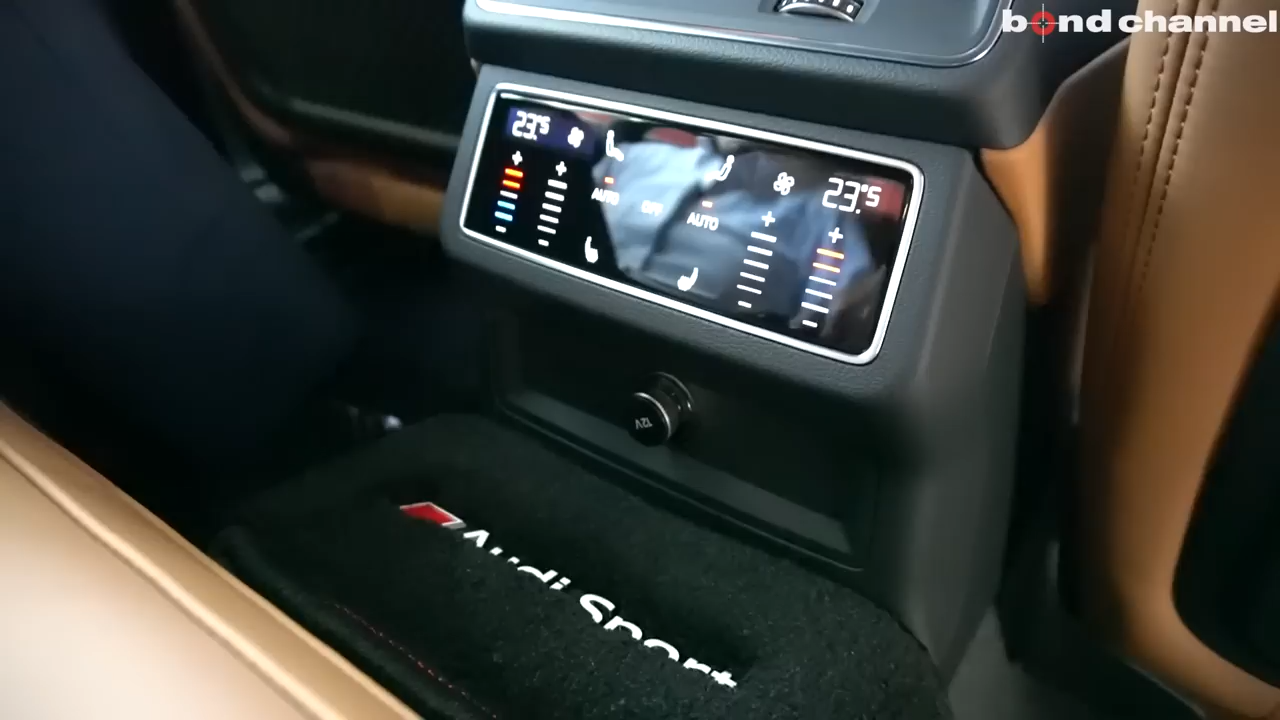 bond channel
23.5
23.5
AUTO OFF AUTO
12V
Audi Sport